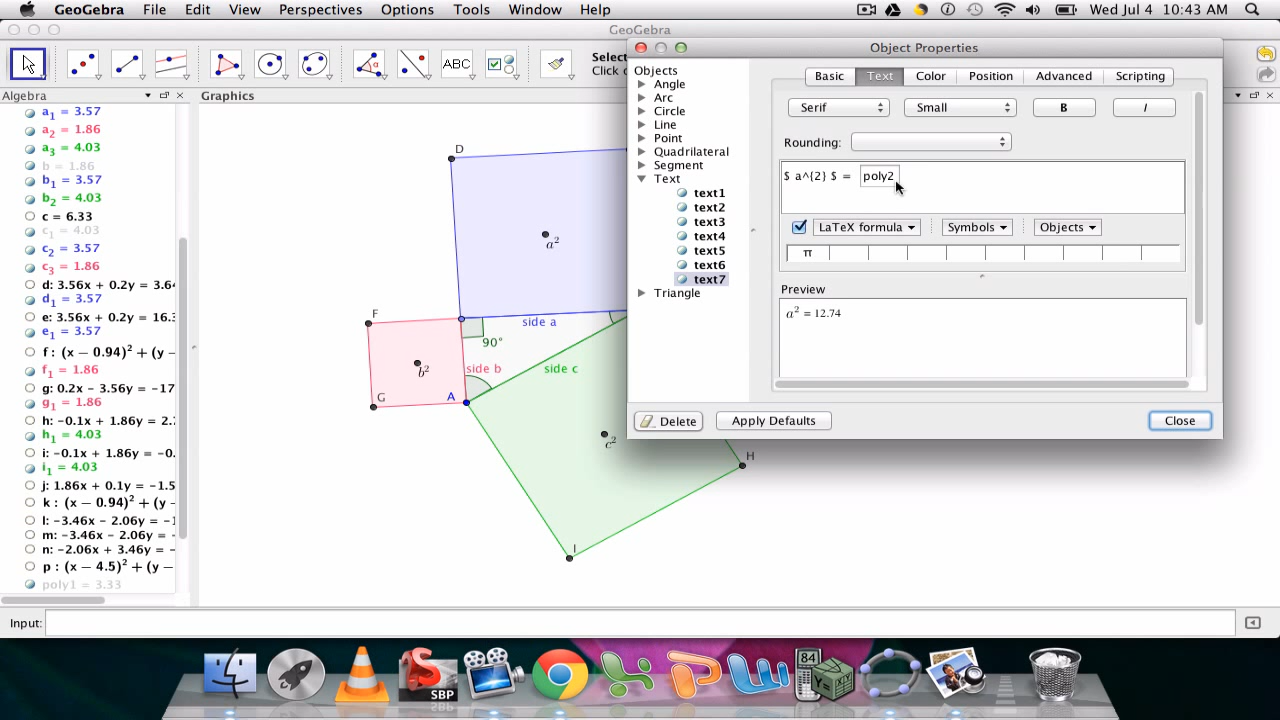 GeoGebra File Edit View Perspectives Options Tools Window Help Wed Jul 4 10:43 AM
GeoGebra
ABC
Select
Click
Object Properties
Algebra
Graphics
Objects
Angle
Arc
Circle
Line
Point
Quadrilateral
Segment
Text
text1
text2
text3
text4
text5
text6
text7
Triangle
Basic Text Color Position Advanced Scripting
Serif Small B I
Rounding:
$ a^{2} $ = poly2
LaTeX formula Symbols Objects
π
Preview
a² = 12.74
Delete Apply Defaults Close
a₁ = 3.57
a₂ = 1.86
a₃ = 4.03
b = 1.86
b₁ = 3.57
b₂ = 4.03
c = 6.33
c₁ = 4.03
c₂ = 3.57
c₃ = 1.86
d: 3.56x + 0.2y = 3.64
d₁ = 3.57
e: 3.56x + 0.2y = 16.3
e₁ = 3.57
f: (x − 0.94)² + (y −
f₁ = 1.86
g: 0.2x − 3.56y = −17
g₁ = 1.86
h: −0.1x + 1.86y = 2.
h₁ = 4.03
i: −0.1x + 1.86y = −0.
i₁ = 4.03
j: 1.86x + 0.1y = −1.5
k: (x − 0.94)² + (y −
l: −3.46x − 2.06y = −1
m: −3.46x − 2.06y =
n: −2.06x + 3.46y = −
p: (x − 4.5)² + (y −
poly1 = 3.33
D
a²
F
side a
90°
b²
side b
side c
G
A
c²
H
I
Input:
SBP
84
Y=